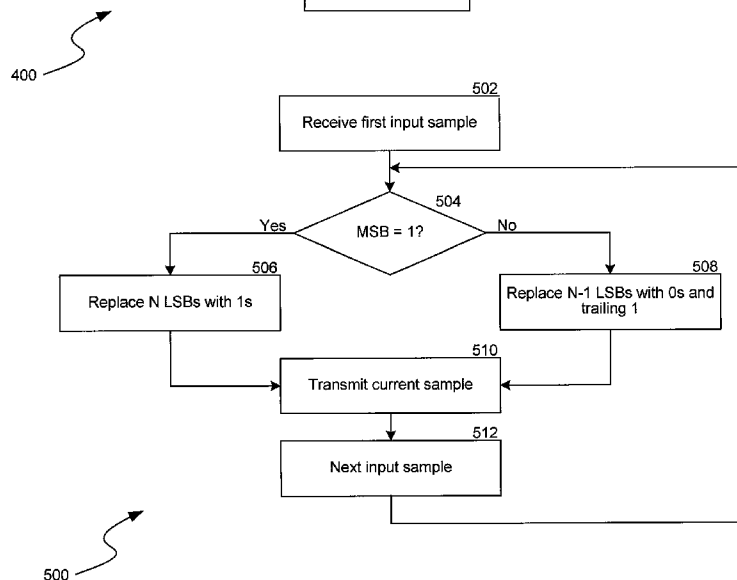 400
502
Receive first input sample
504
Yes
MSB = 1?
No
506
Replace N LSBs with 1s
508
Replace N-1 LSBs with 0s and
trailing 1
510
Transmit current sample
512
Next input sample
500